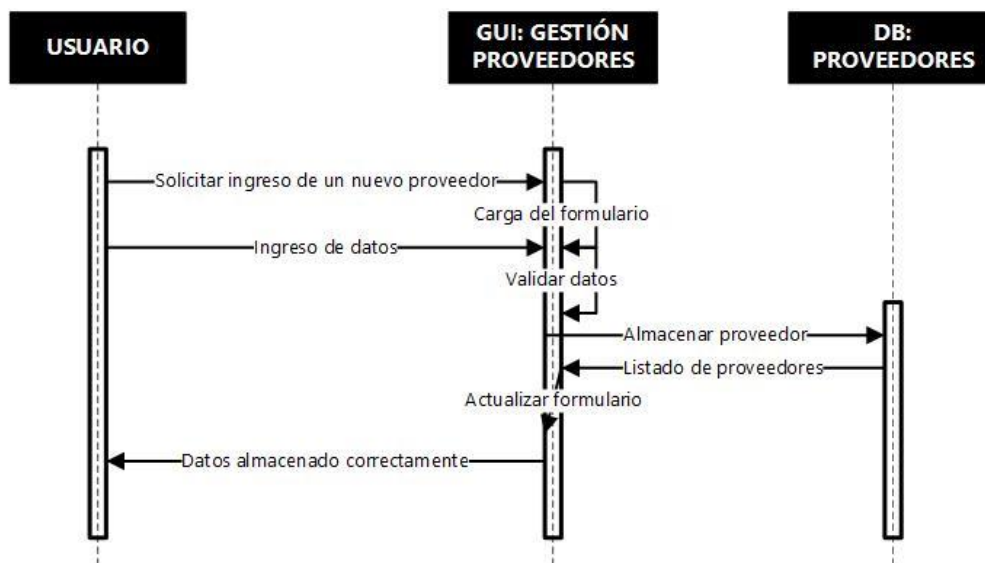 USUARIO
GUI: GESTIÓN
PROVEEDORES
DB:
PROVEEDORES
Solicitar ingreso de un nuevo proveedor
Carga del formulario
Ingreso de datos
Validar datos
Almacenar proveedor
Listado de proveedores
Actualizar formulario
Datos almacenado correctamente